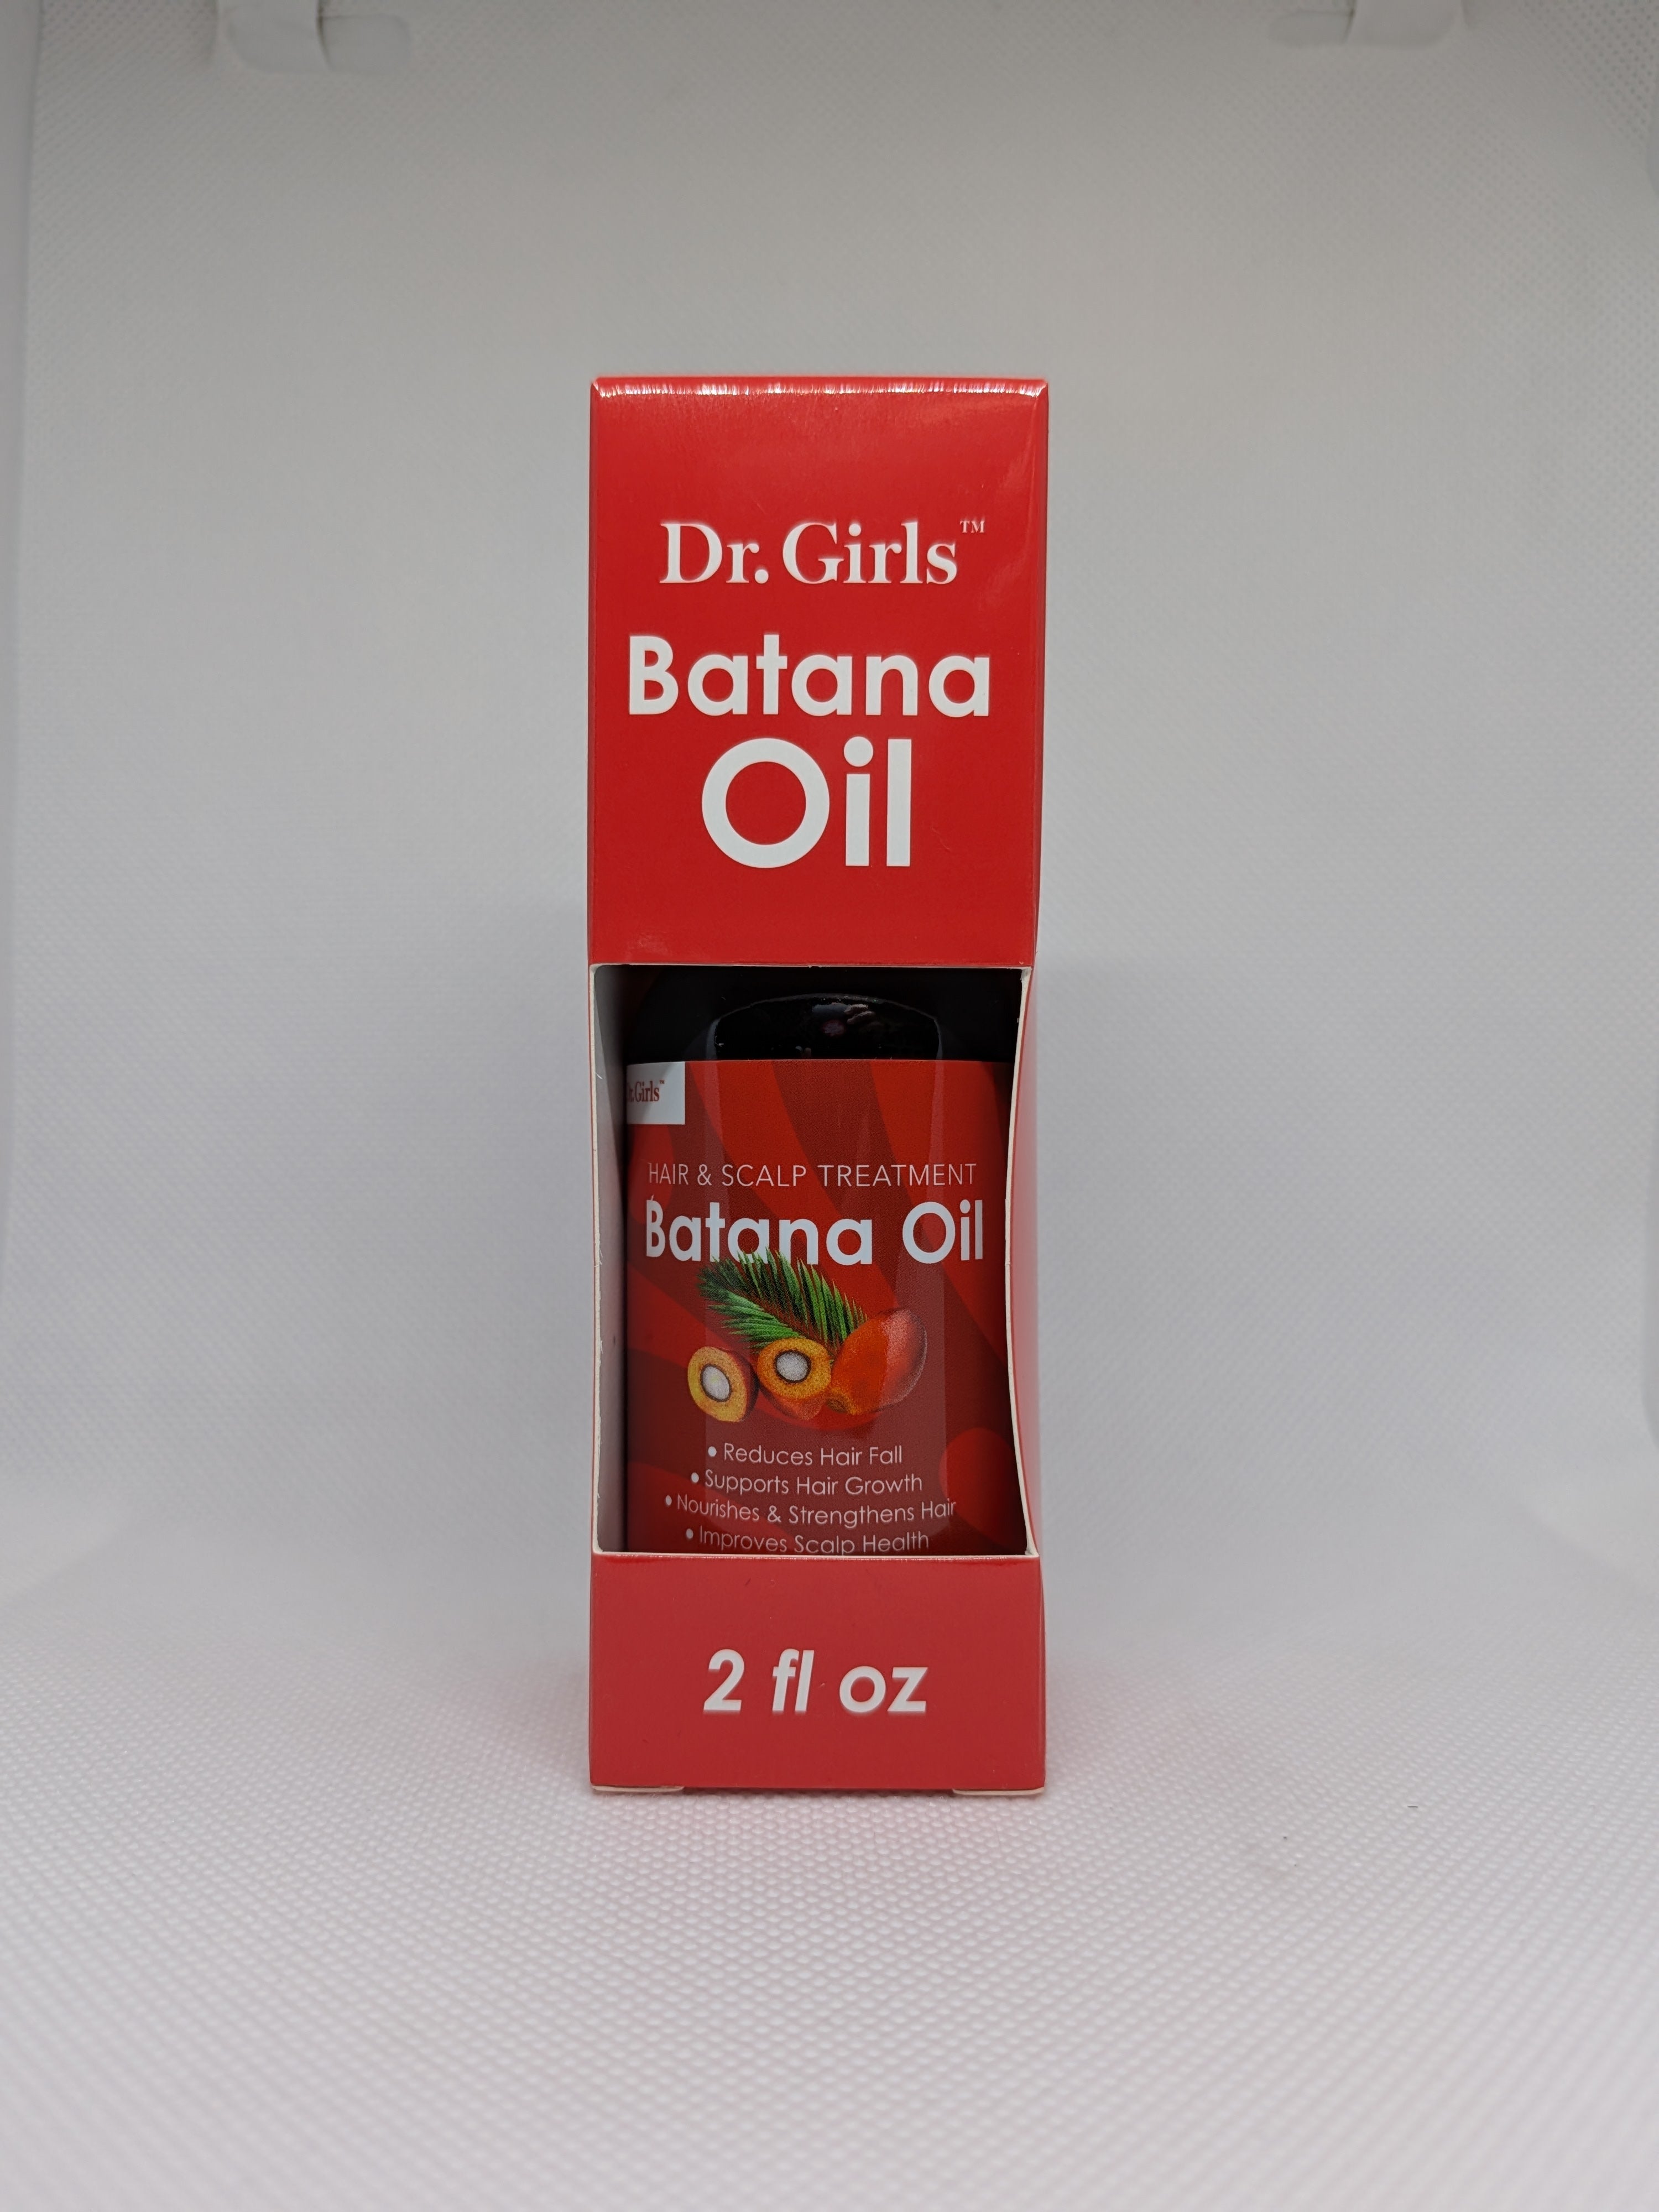 Dr. Girls™
Batana
Oil
Dr. Girls™
HAIR & SCALP TREATMENT
Batana Oil
• Reduces Hair Fall
• Supports Hair Growth
• Nourishes & Strengthens Hair
• Improves Scalp Health
2 fl oz